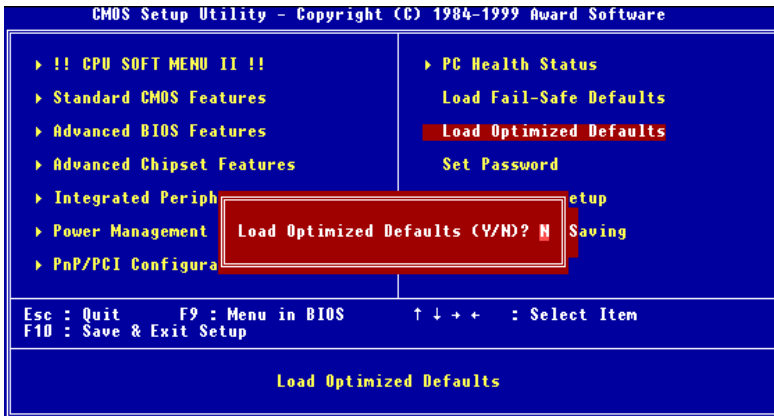 CMOS Setup Utility - Copyright (C) 1984-1999 Award Software
!! CPU SOFT MENU II !!
Standard CMOS Features
Advanced BIOS Features
Advanced Chipset Features
Integrated Periph
Power Management
PnP/PCI Configura
PC Health Status
Load Fail-Safe Defaults
Load Optimized Defaults
Set Password
etup
Saving
Load Optimized Defaults (Y/N)? N
Esc : Quit F9 : Menu in BIOS ↑ ↓ → ← : Select Item
F10 : Save & Exit Setup
Load Optimized Defaults